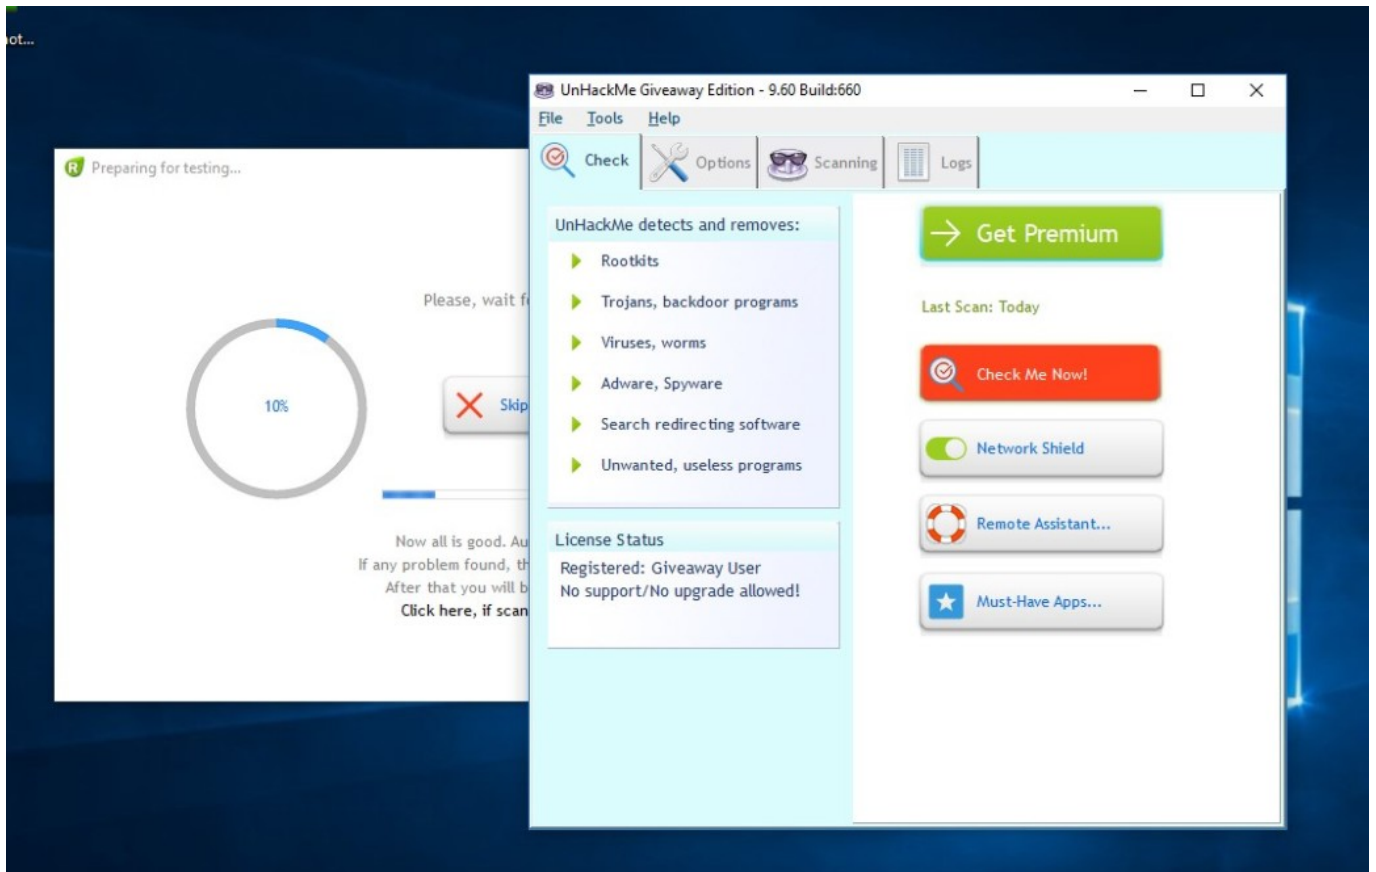 ot...
Preparing for testing...
Please, wait f
10%
Skip
Now all is good. Au
If any problem found, th
After that you will b
Click here, if scan
UnHackMe Giveaway Edition - 9.60 Build:660
File Tools Help
Check Options Scanning Logs
UnHackMe detects and removes:
Rootkits
Trojans, backdoor programs
Viruses, worms
Adware, Spyware
Search redirecting software
Unwanted, useless programs
License Status
Registered: Giveaway User
No support/No upgrade allowed!
Get Premium
Last Scan: Today
Check Me Now!
Network Shield
Remote Assistant...
Must-Have Apps...